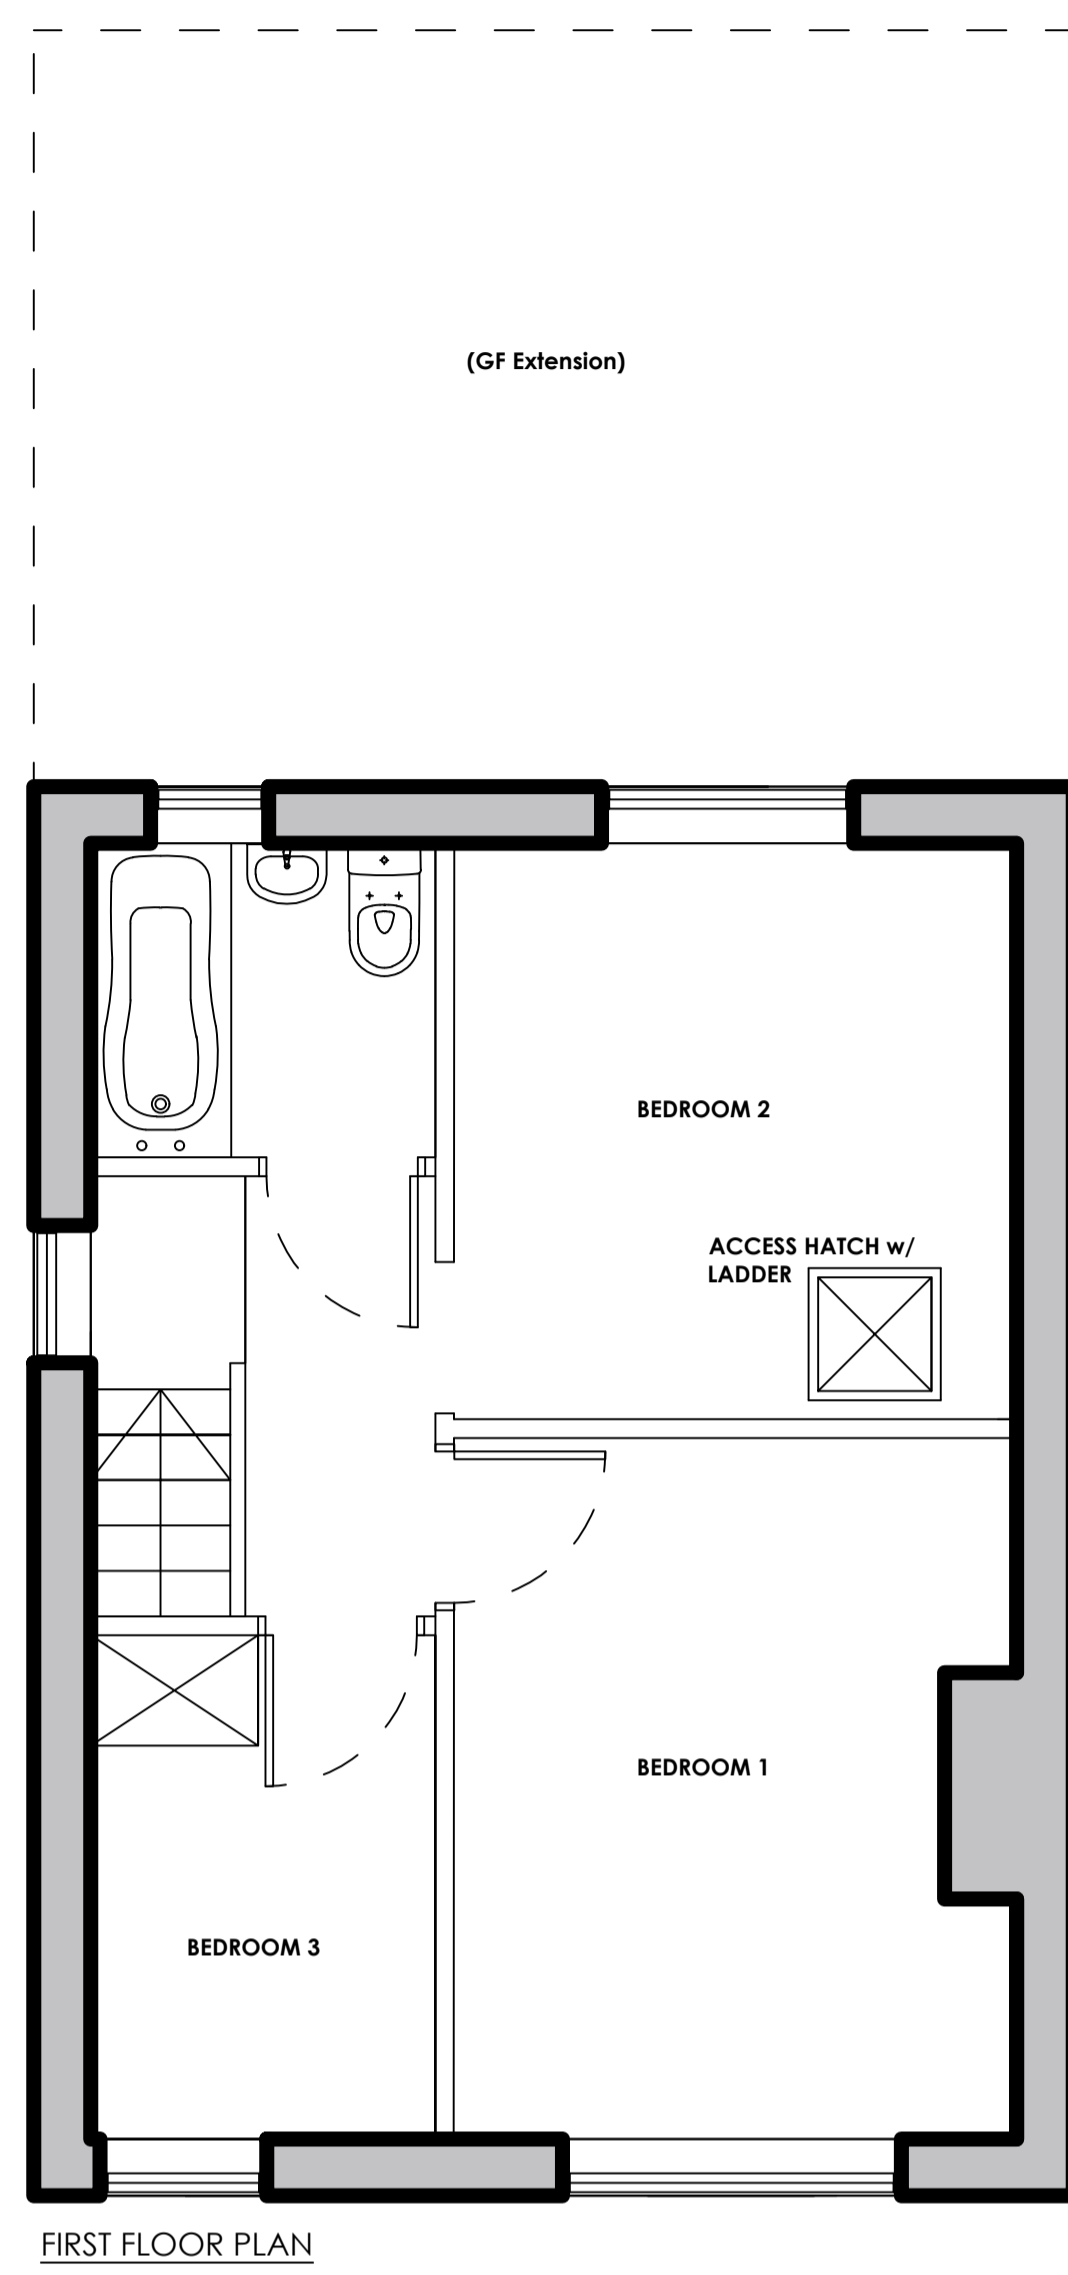 (GF Extension)
BEDROOM 2
ACCESS HATCH w/
LADDER
BEDROOM 1
BEDROOM 3
FIRST FLOOR PLAN